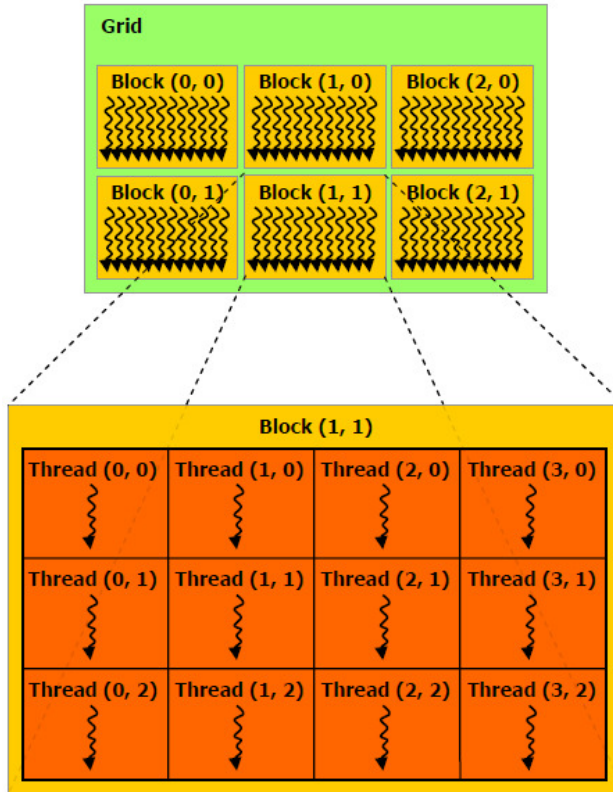 Grid
Block (0, 0) Block (1, 0) Block (2, 0)
Block (0, 1) Block (1, 1) Block (2, 1)
Block (1, 1)
Thread (0, 0) Thread (1, 0) Thread (2, 0) Thread (3, 0)
Thread (0, 1) Thread (1, 1) Thread (2, 1) Thread (3, 1)
Thread (0, 2) Thread (1, 2) Thread (2, 2) Thread (3, 2)